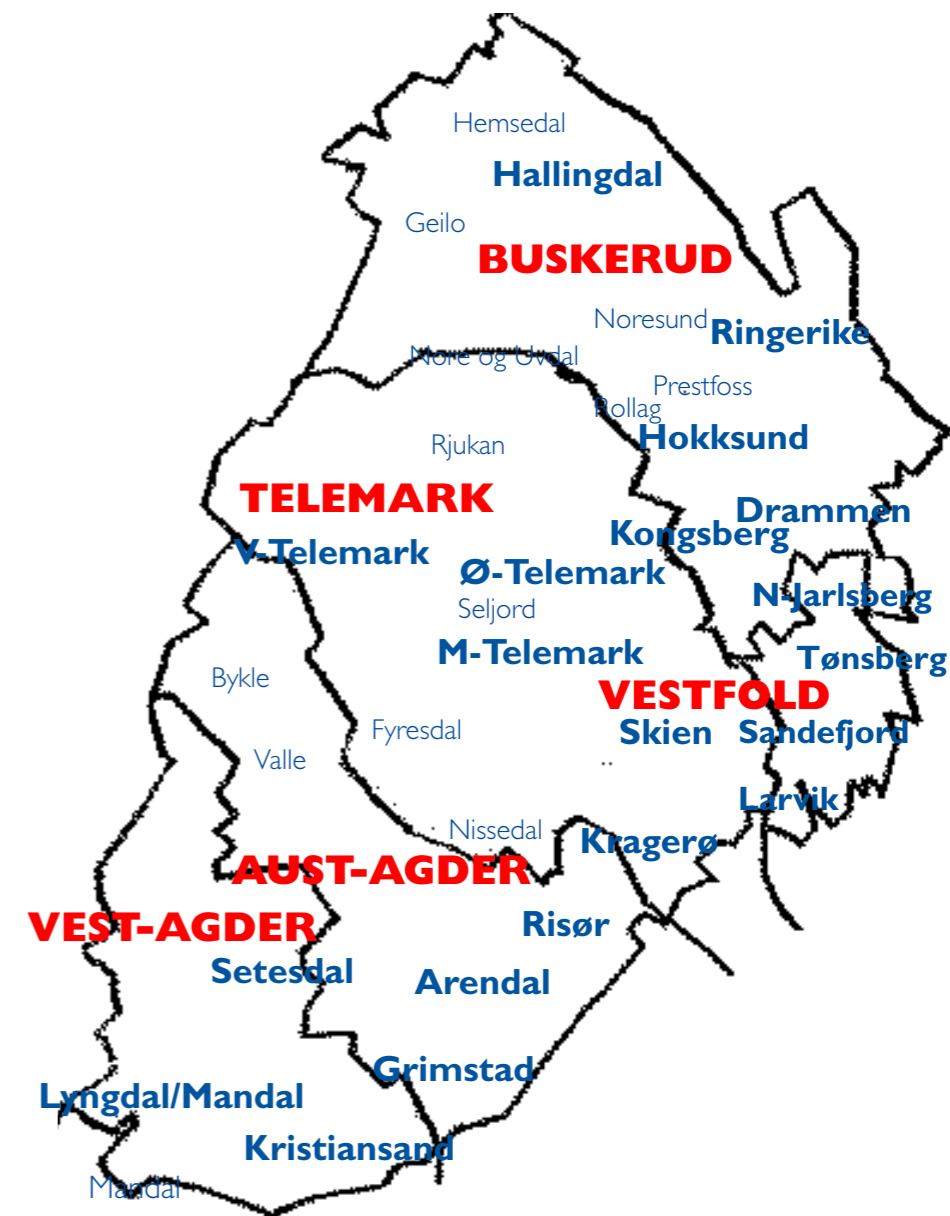 Hemsedal
Hallingdal
Geilo
BUSKERUD
Noresund
Ringerike
Nore og Uvdal
Prestfoss
Rollag
Hokksund
Rjukan
TELEMARK
Drammen
Kongsberg
V-Telemark
Ø-Telemark
N-Jarlsberg
Seljord
M-Telemark
Tønsberg
Bykle
VESTFOLD
Fyresdal
Skien
Sandefjord
Valle
Larvik
Nissedal
Kragerø
AUST-AGDER
Risør
VEST-AGDER
Setesdal
Arendal
Grimstad
Lyngdal/Mandal
Kristiansand
Mandal